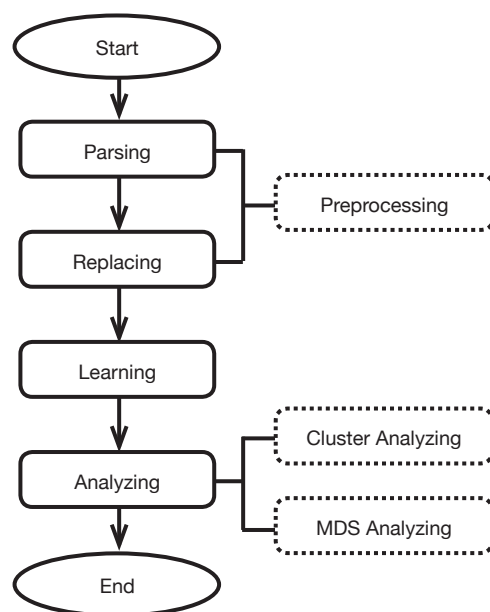 Start
Parsing
Preprocessing
Replacing
Learning
Cluster Analyzing
Analyzing
MDS Analyzing
End